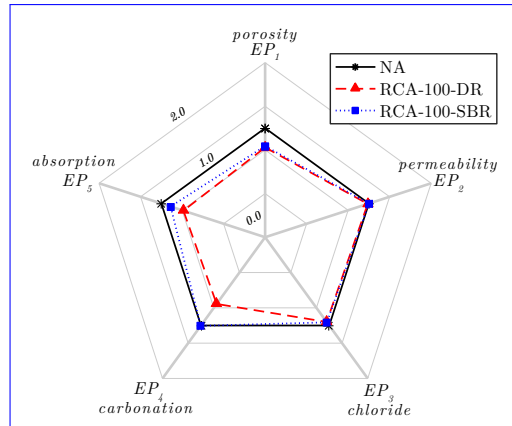 porosity
EP1
NA
RCA-100-DR
RCA-100-SBR
2.0
1.0
0.0
absorption
EP5
permeability
EP2
EP4
carbonation
EP3
chloride